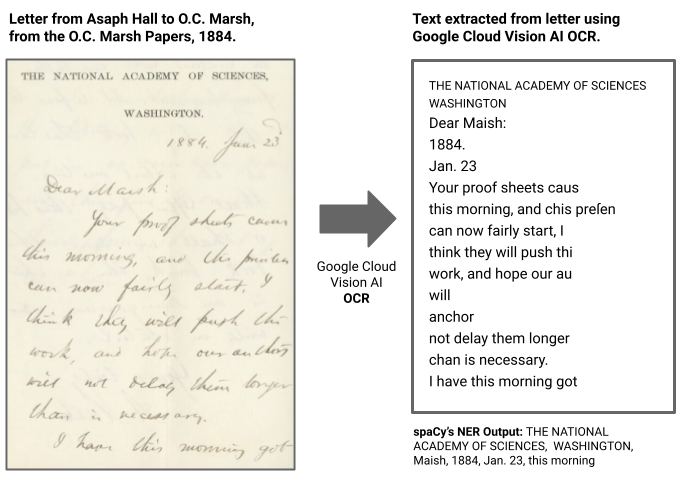 Letter from Asaph Hall to O.C. Marsh,
from the O.C. Marsh Papers, 1884.
THE NATIONAL ACADEMY OF SCIENCES,
WASHINGTON.
1884. June 23
Dear Marsh:
Your proof sheets came
this morning, and the printers
can now fairly start. I
think they will push the
work, and hope our authors
will not delay them longer
than is necessary.
I have this morning got
Google Cloud
Vision AI
OCR
Text extracted from letter using
Google Cloud Vision AI OCR.
THE NATIONAL ACADEMY OF SCIENCES
WASHINGTON
Dear Maish:
1884.
Jan. 23
Your proof sheets caus
this morning, and chis prefen
can now fairly start, I
think they will push thi
work, and hope our au
will
anchor
not delay them longer
chan is necessary.
I have this morning got
spaCy's NER Output: THE NATIONAL
ACADEMY OF SCIENCES, WASHINGTON,
Maish, 1884, Jan. 23, this morning